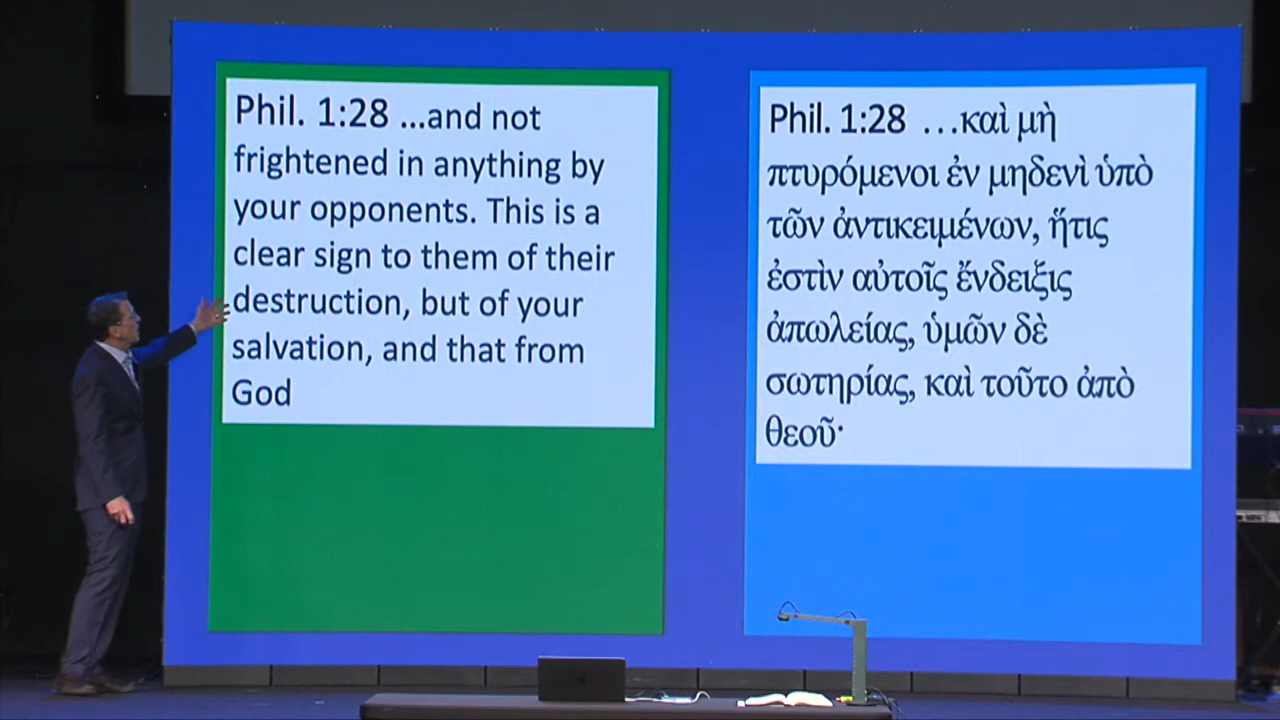 Phil. 1:28 ...and not
frightened in anything by
your opponents. This is a
clear sign to them of their
destruction, but of your
salvation, and that from
God
Phil. 1:28 …καὶ μὴ
πτυρόμενοι ἐν μηδενὶ ὑπὸ
τῶν ἀντικειμένων, ἥτις
ἐστὶν αὐτοῖς ἔνδειξις
ἀπωλείας, ὑμῶν δὲ
σωτηρίας, καὶ τοῦτο ἀπὸ
θεοῦ·